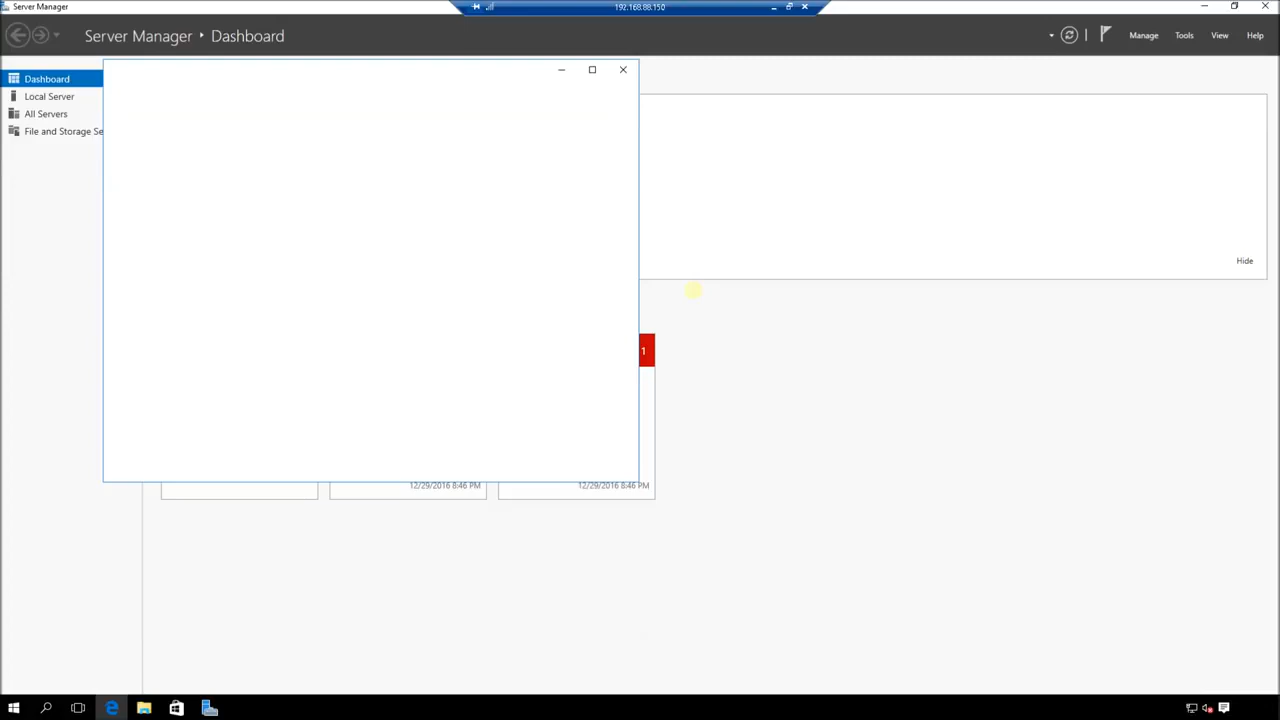 Server Manager
192.168.88.150
Server Manager ‣ Dashboard
Manage
Tools
View
Help
Dashboard
Local Server
All Servers
File and Storage Se
Hide
1
12/29/2016 8:46 PM
12/29/2016 8:46 PM